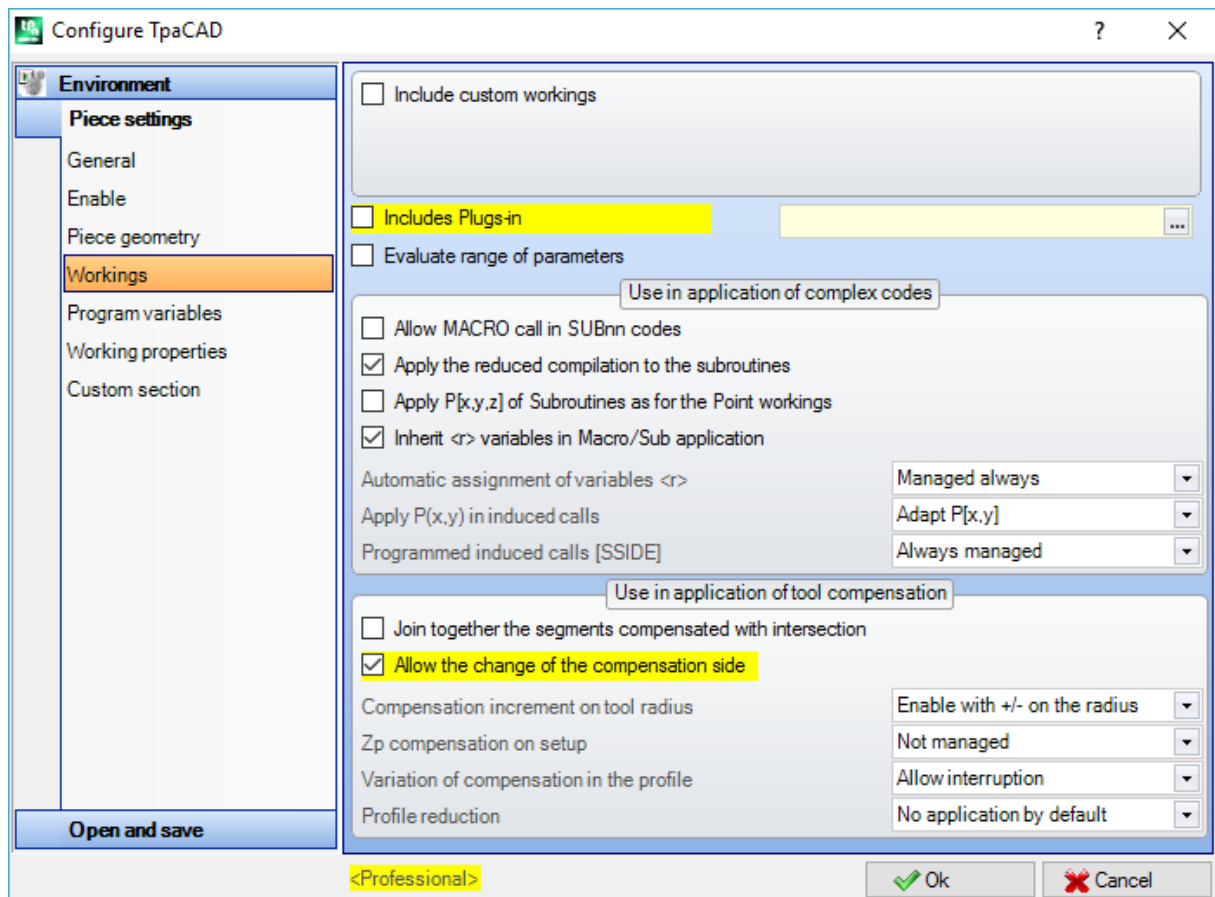 Configure TpaCAD
?
Environment
Piece settings
General
Enable
Piece geometry
Workings
Program variables
Working properties
Custom section
Open and save
Include custom workings
Includes Plugs-in
...
Evaluate range of parameters
Use in application of complex codes
Allow MACRO call in SUBnn codes
Apply the reduced compilation to the subroutines
Apply P[x,y,z] of Subroutines as for the Point workings
Inherit <r> variables in Macro/Sub application
Automatic assignment of variables <r> Managed always
Apply P(x,y) in induced calls Adapt P[x,y]
Programmed induced calls [SSIDE] Always managed
Use in application of tool compensation
Join together the segments compensated with intersection
Allow the change of the compensation side
Compensation increment on tool radius Enable with +/- on the radius
Zp compensation on setup Not managed
Variation of compensation in the profile Allow interruption
Profile reduction No application by default
<Professional> Ok Cancel